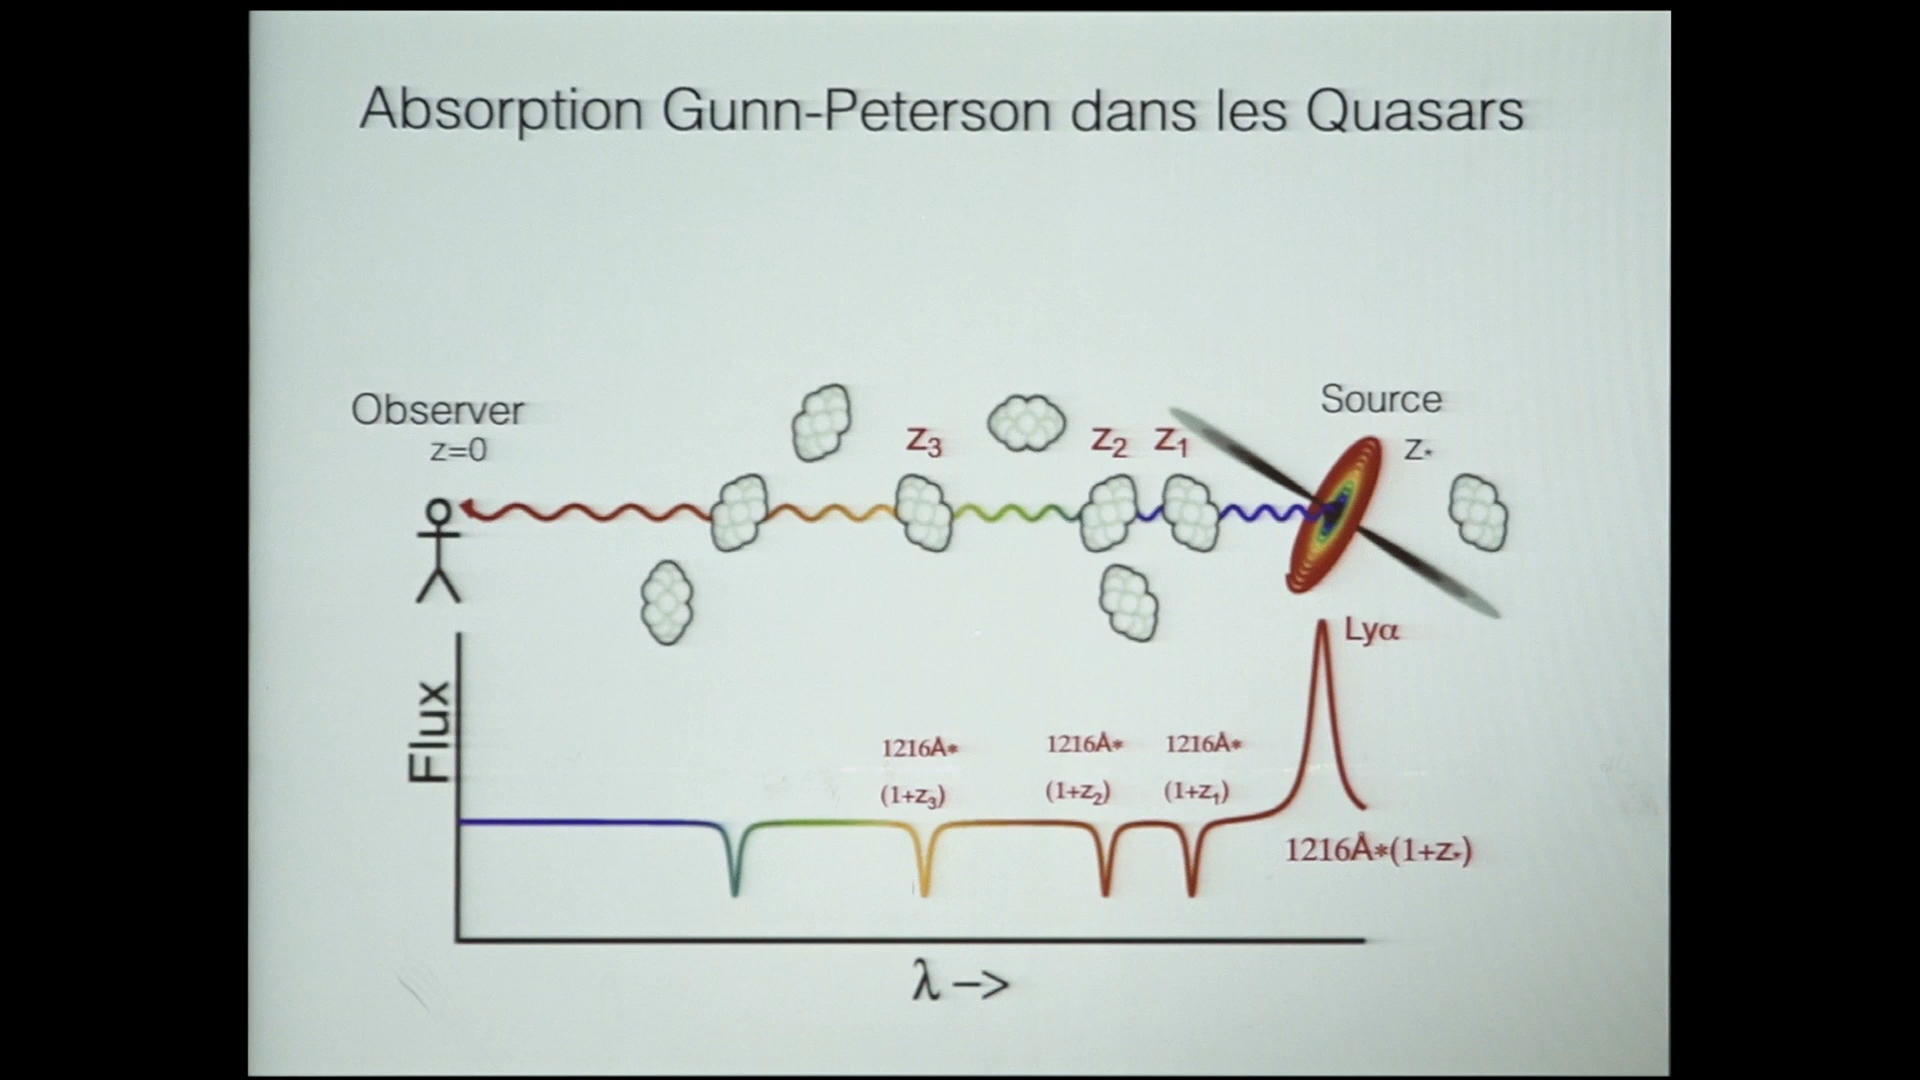 Absorption Gunn-Peterson dans les Quasars
Observer
z=0
Source
z*
z3
z2
z1
Lyα
Flux
1216Å*
(1+z3)
1216Å*
(1+z2)
1216Å*
(1+z1)
1216Å*(1+z*)
λ –>